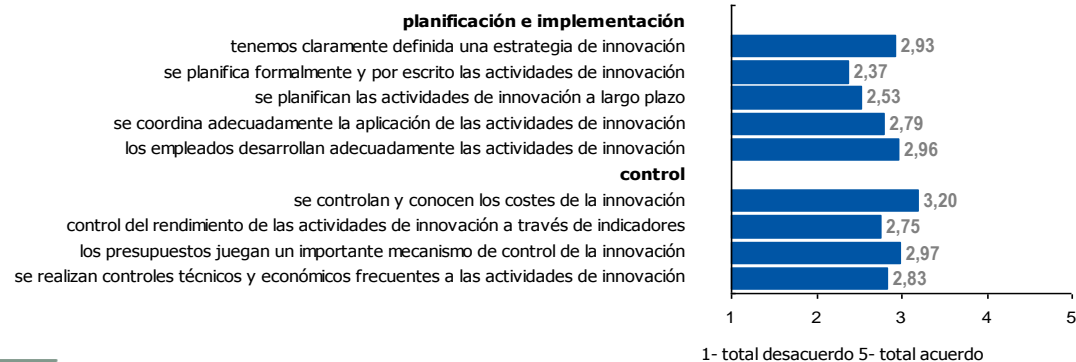 planificación e implementación
tenemos claramente definida una estrategia de innovación 2,93
se planifica formalmente y por escrito las actividades de innovación 2,37
se planifican las actividades de innovación a largo plazo 2,53
se coordina adecuadamente la aplicación de las actividades de innovación 2,79
los empleados desarrollan adecuadamente las actividades de innovación 2,96
control
se controlan y conocen los costes de la innovación 3,20
control del rendimiento de las actividades de innovación a través de indicadores 2,75
los presupuestos juegan un importante mecanismo de control de la innovación 2,97
se realizan controles técnicos y económicos frecuentes a las actividades de innovación 2,83
1 2 3 4 5
1- total desacuerdo 5- total acuerdo